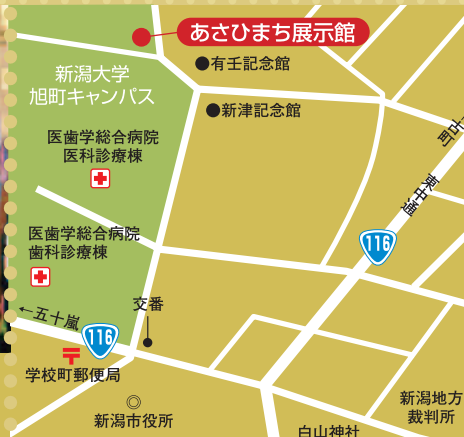 あさひまち展示館
●有壬記念館
新潟大学
旭町キャンパス
●新津記念館
医歯学総合病院
医科診療棟
古町
東中通
医歯学総合病院
歯科診療棟
116
交番
←五十嵐
116
〒
学校町郵便局
◎
新潟市役所
新潟地方
裁判所
白山神社